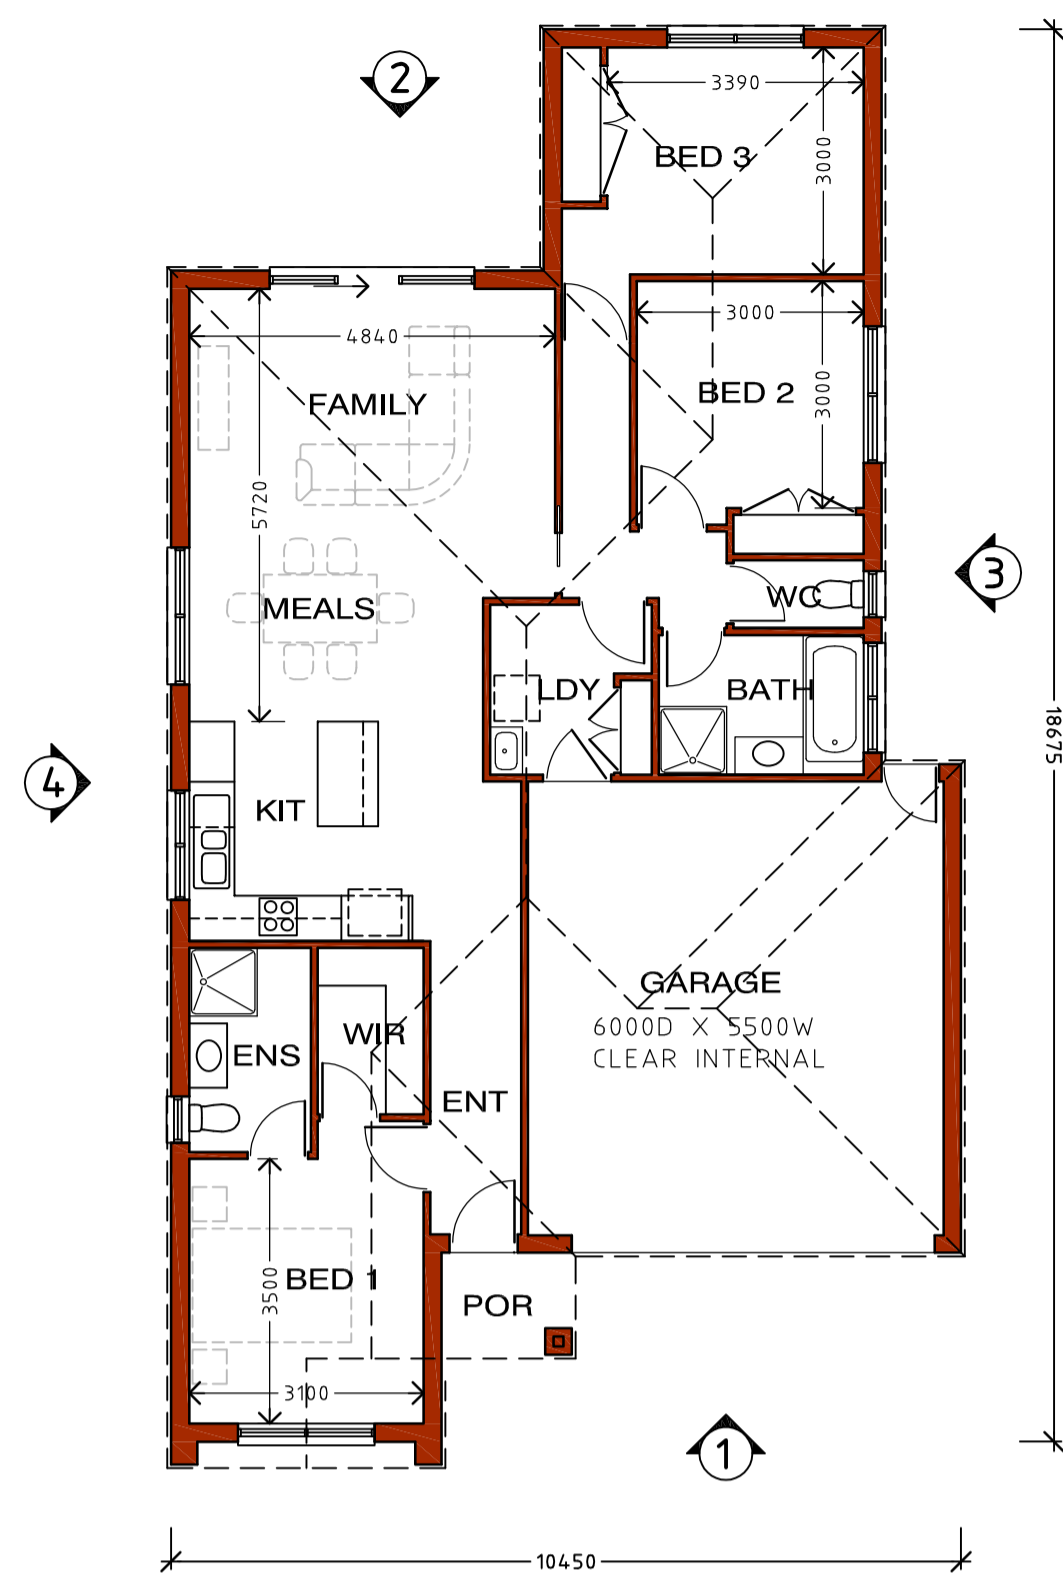 2
3390
BED 3
3000
3000
4840
BED 2
3000
FAMILY
5720
3
WC
MEALS
LDY
BATH
18675
4
KIT
GARAGE
6000D X 5500W
CLEAR INTERNAL
WIR
ENS
ENT
BED 1
3500
POR
3100
1
10450